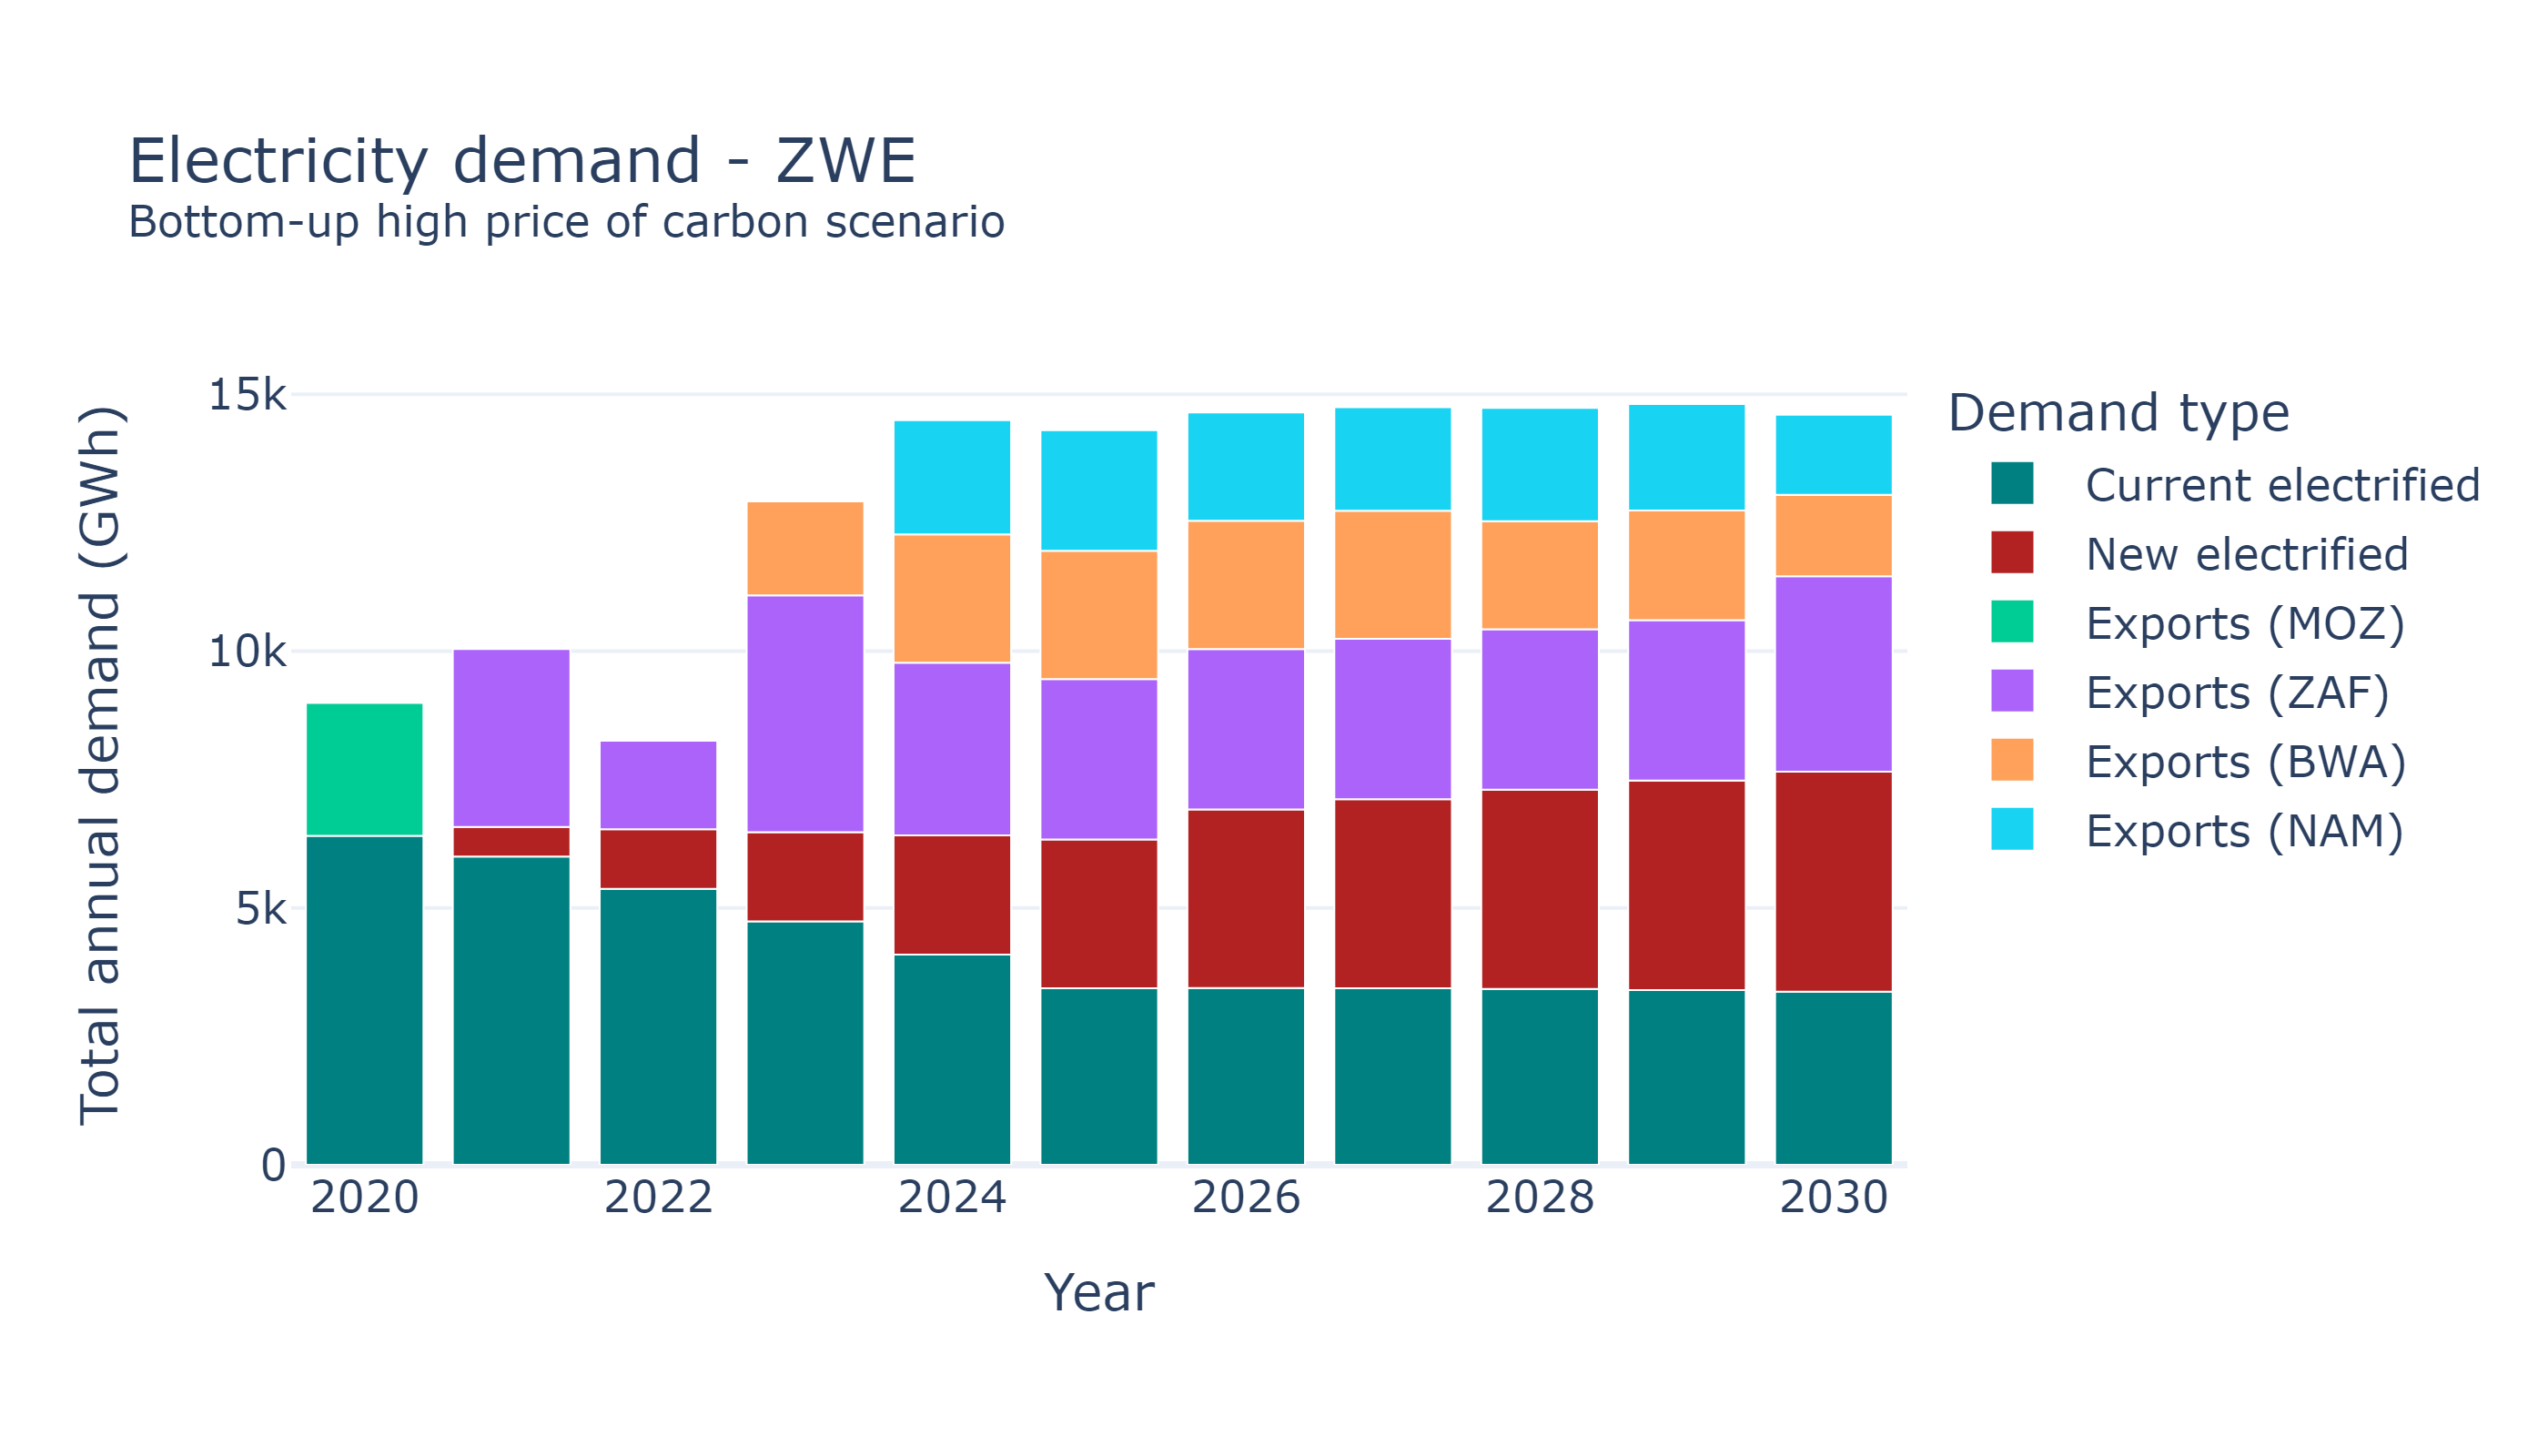 Electricity demand - ZWE
Bottom-up high price of carbon scenario
Total annual demand (GWh)
15k
10k
5k
0
2020
2022
2024
2026
2028
2030
Year
Demand type
Current electrified
New electrified
Exports (MOZ)
Exports (ZAF)
Exports (BWA)
Exports (NAM)